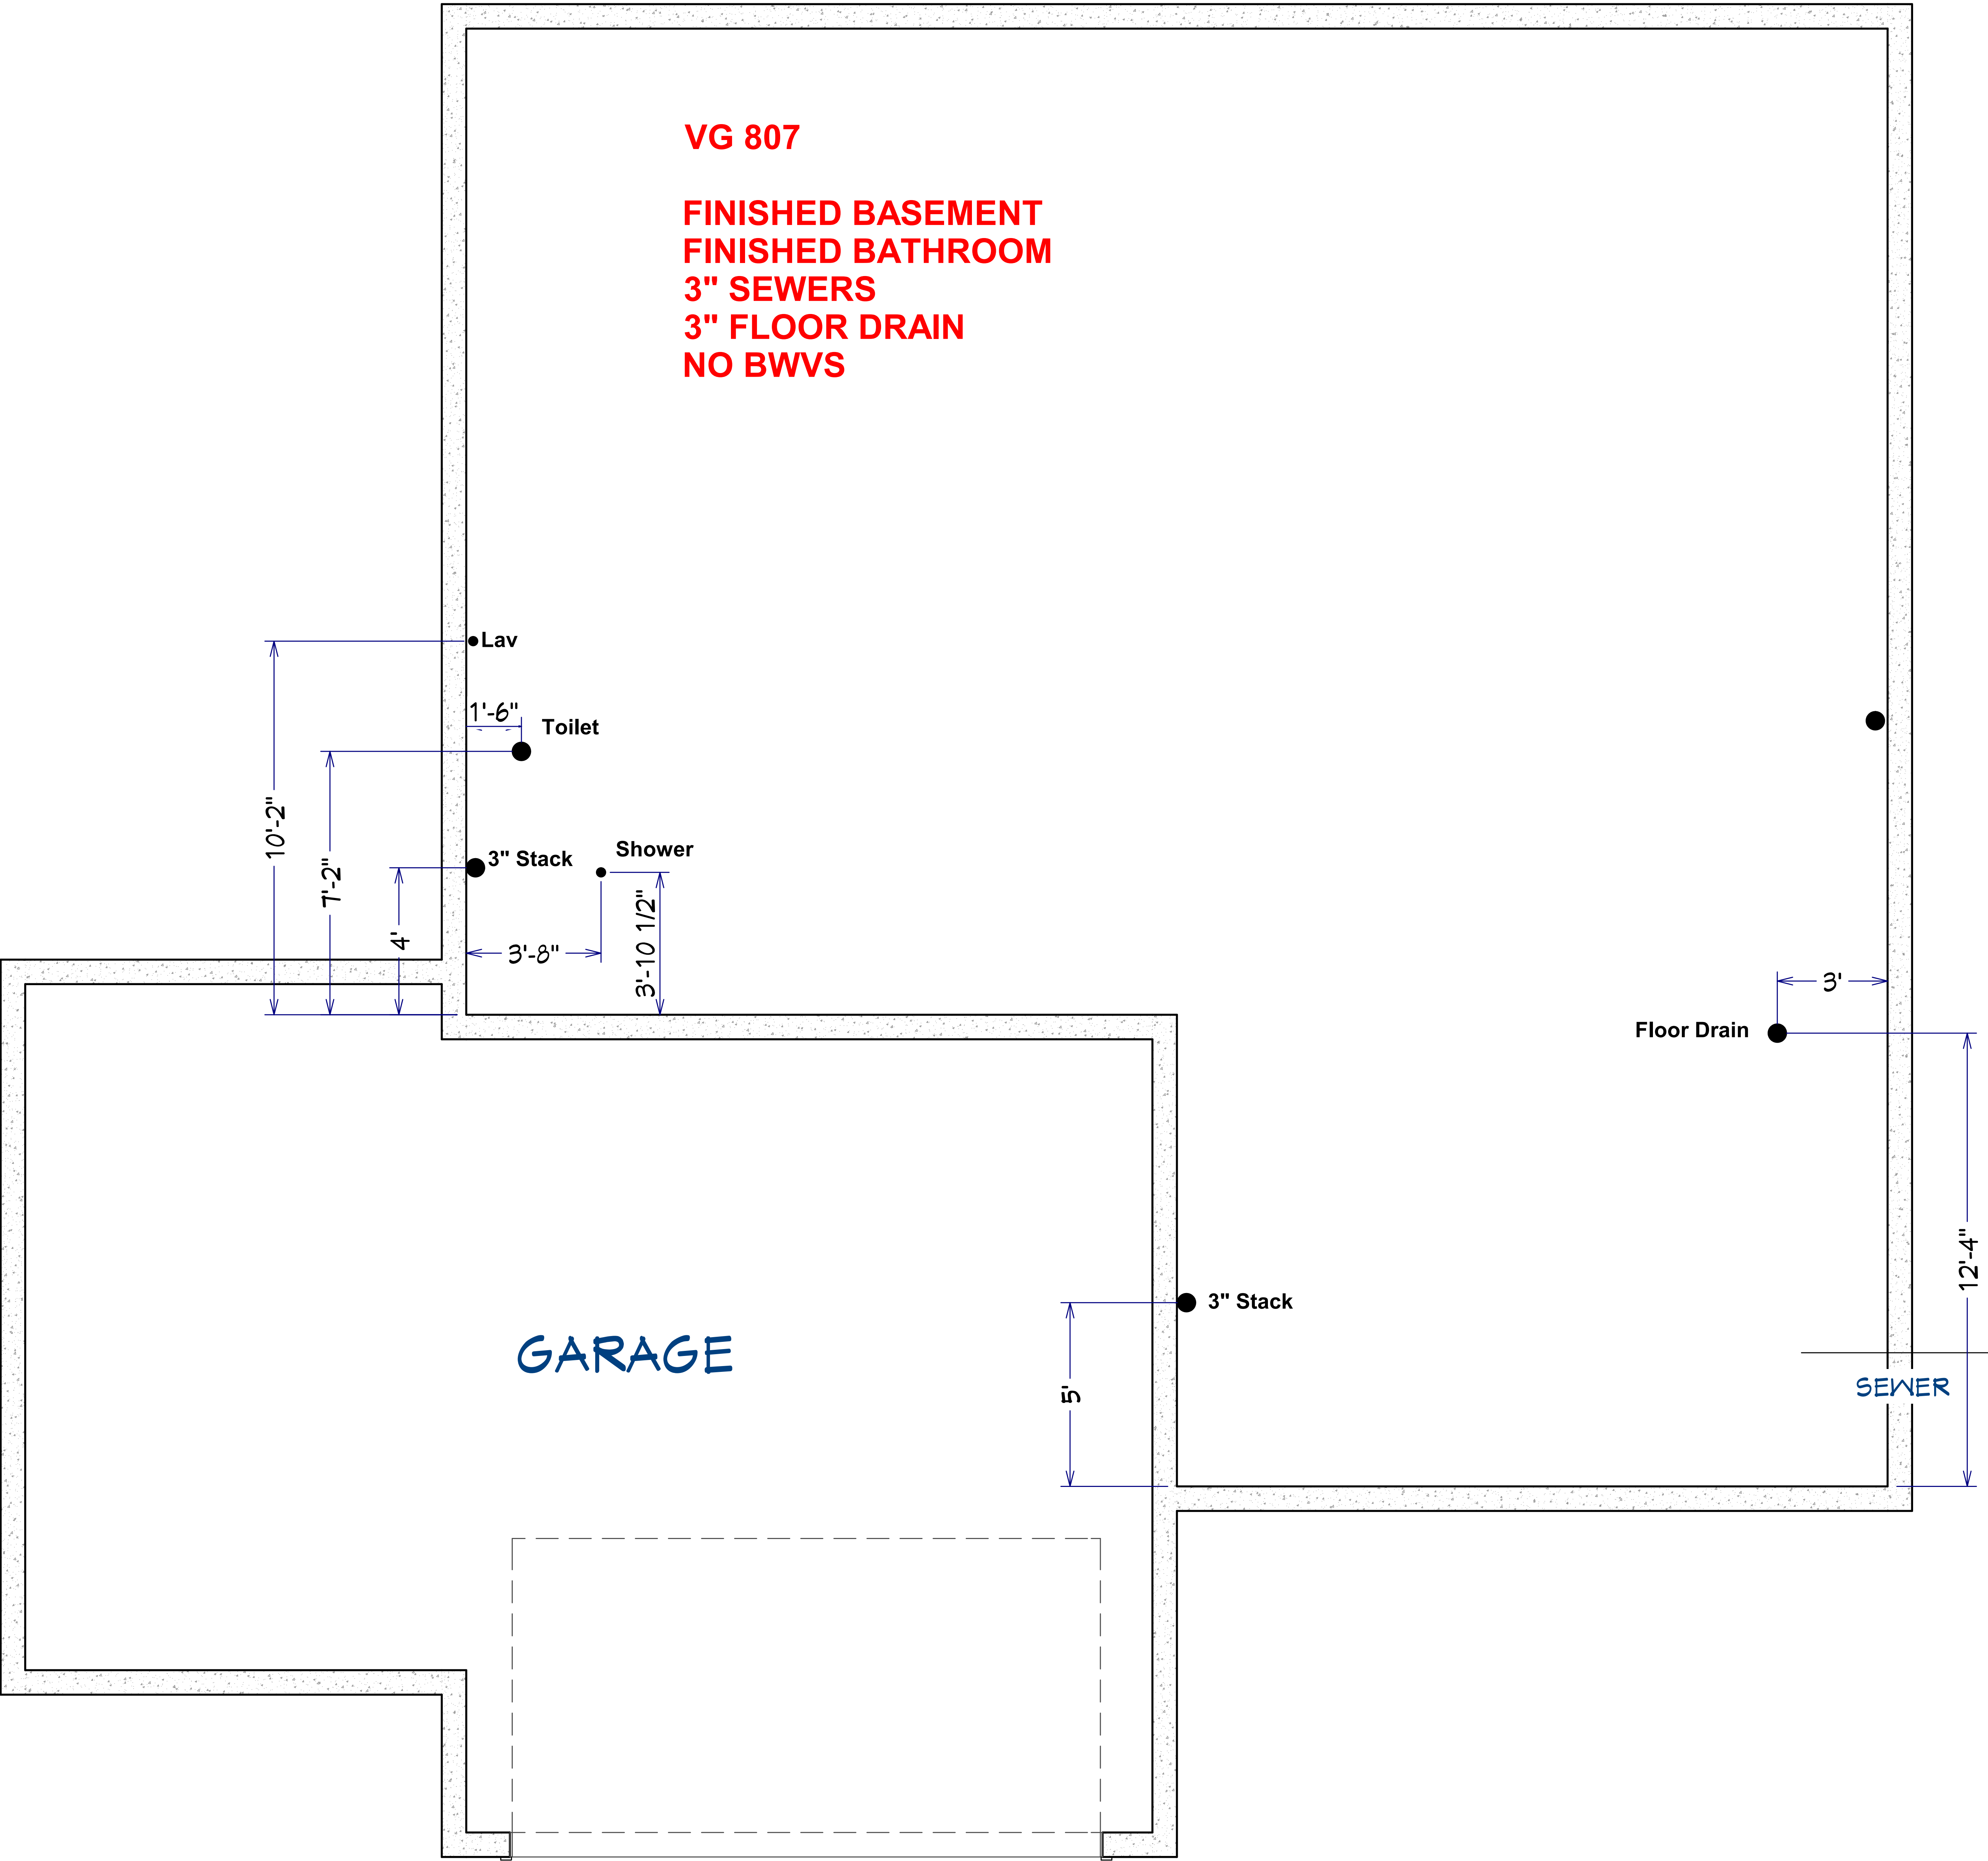 VG 807
FINISHED BASEMENT
FINISHED BATHROOM
3" SEWERS
3" FLOOR DRAIN
NO BWVS
Lav
1'-6"
Toilet
10'-2"
7'-2"
3" Stack
Shower
4'
3'-8"
3'-10 1/2"
3'
Floor Drain
12'-4"
3" Stack
GARAGE
5'
SEWER